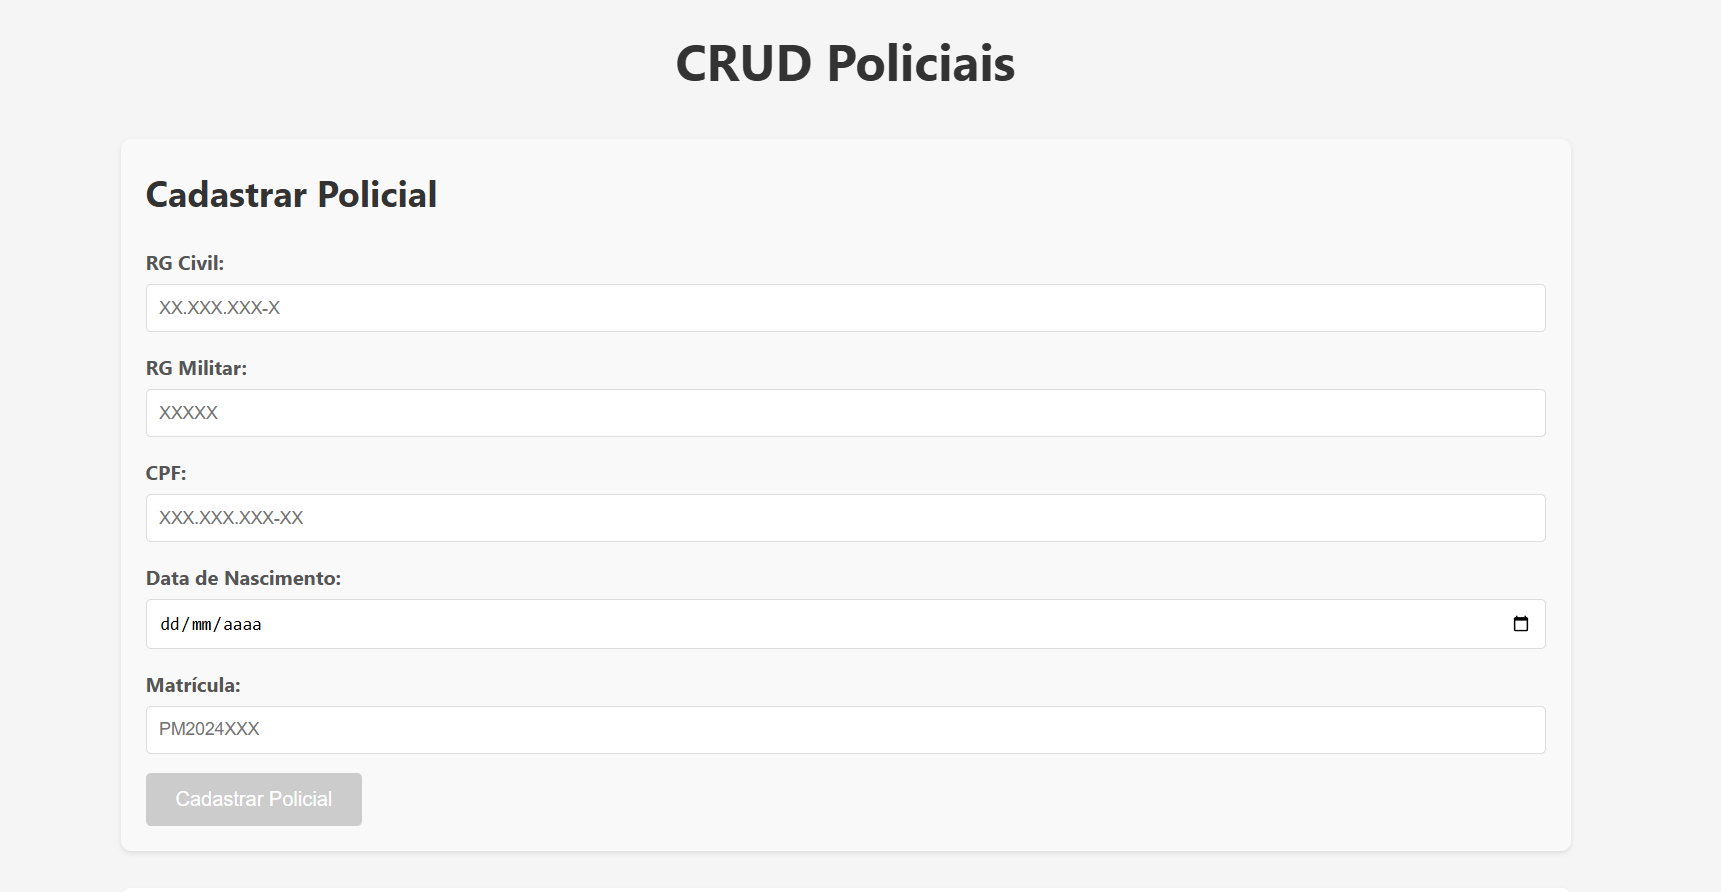 CRUD Policiais
Cadastrar Policial
RG Civil:
XX.XXX.XXX-X
RG Militar:
XXXXX
CPF:
XXX.XXX.XXX-XX
Data de Nascimento:
dd/mm/aaaa
Matrícula:
PM2024XXX
Cadastrar Policial